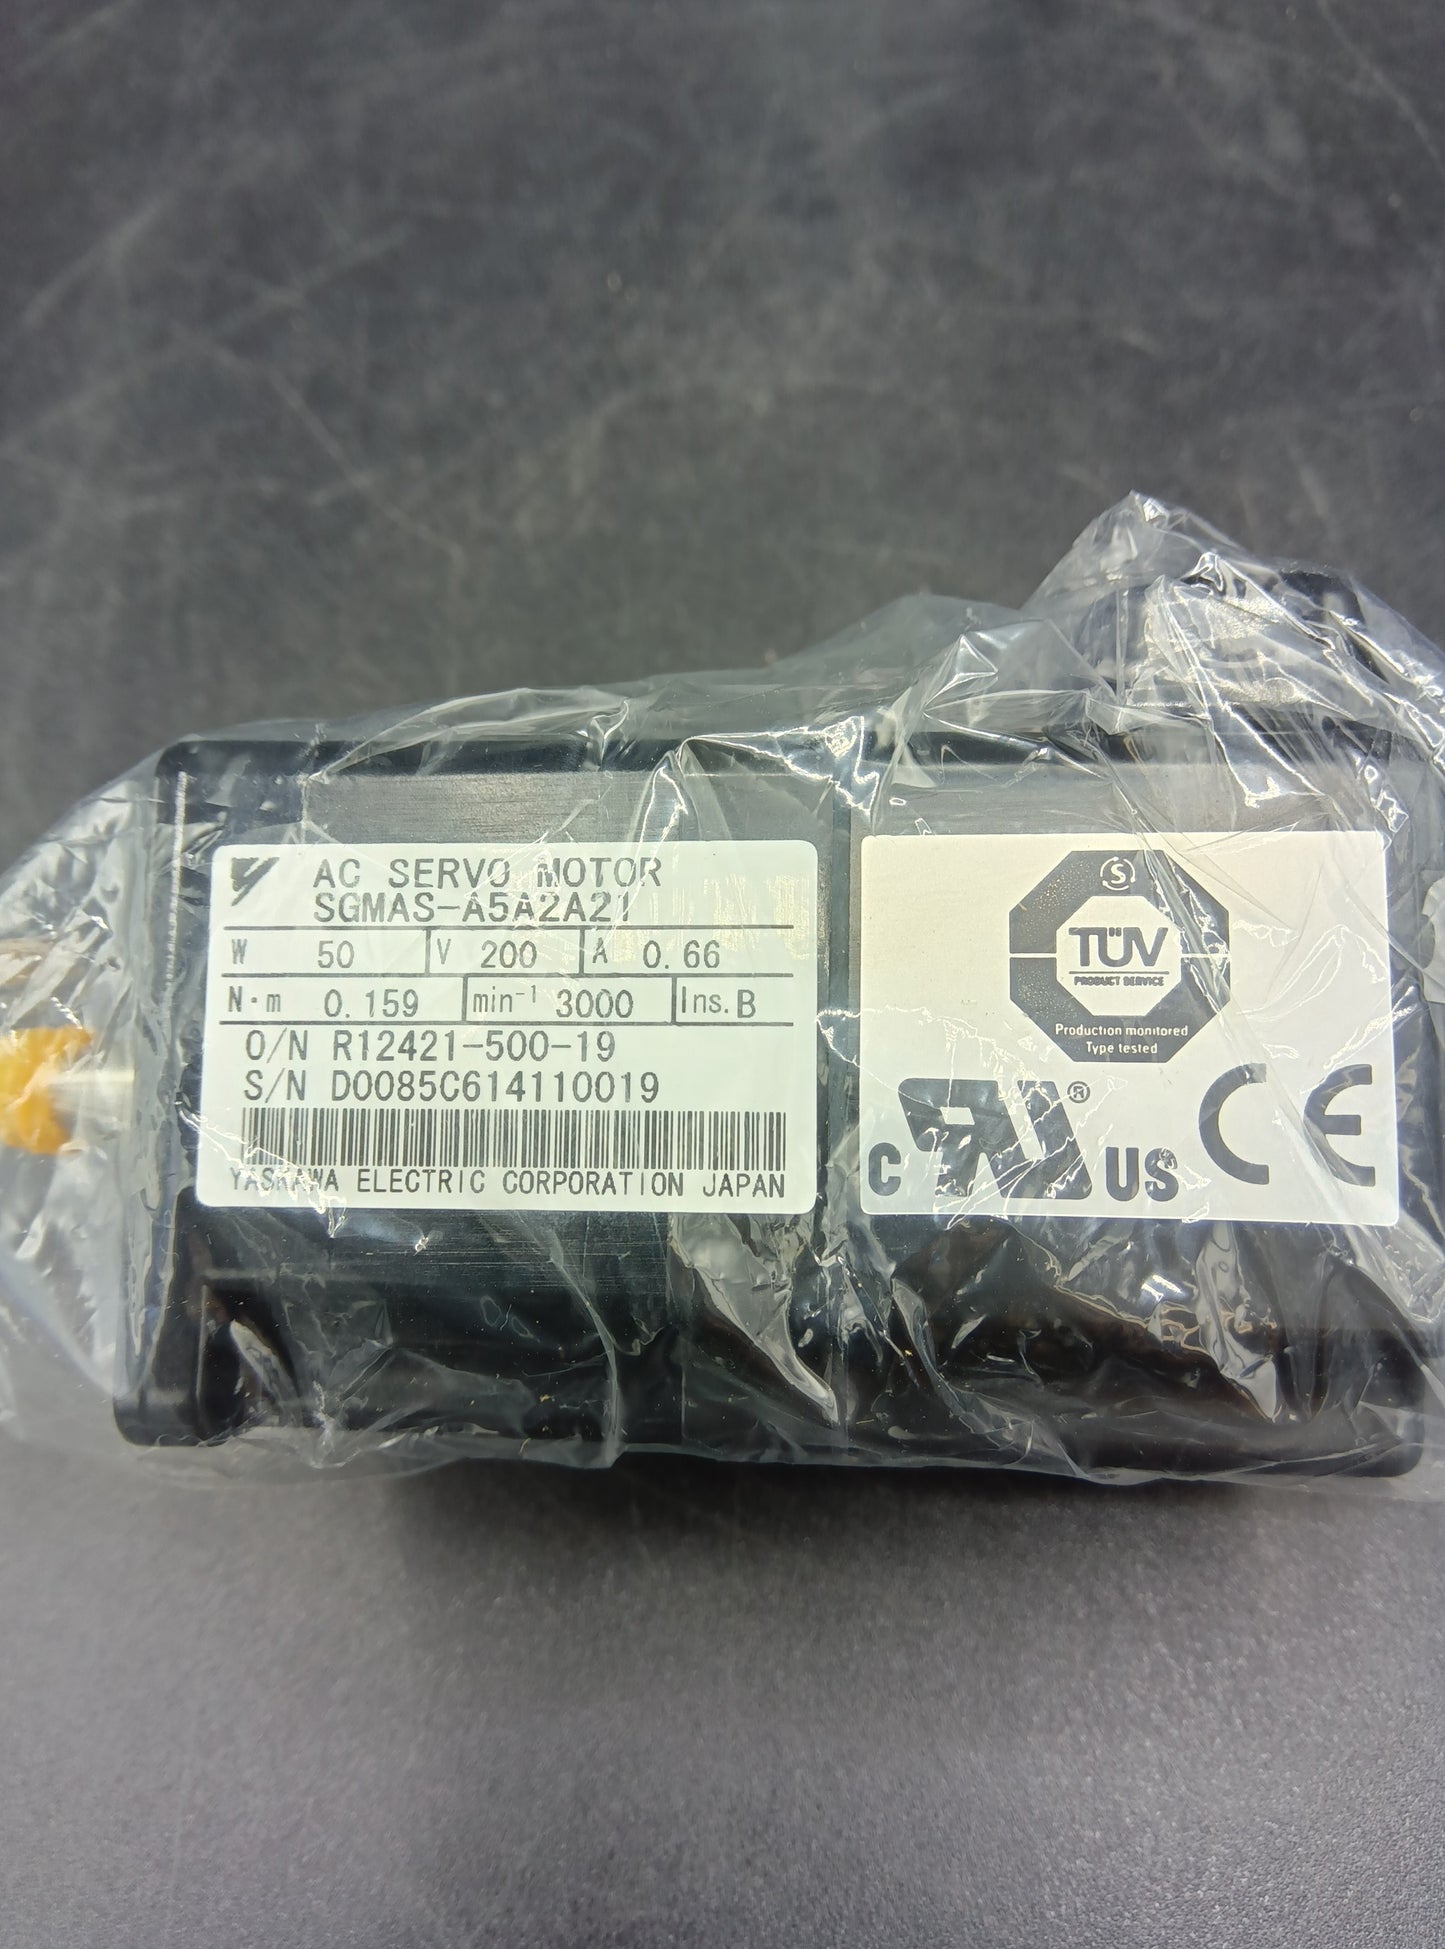 AC SERVO MOTOR
SGMAS-A5A2A21
W 50 V 200 A 0.66
N·m 0.159 min⁻¹ 3000 Ins. B
O/N R12421-500-19
S/N D0085C614110019
YASKAWA ELECTRIC CORPORATION JAPAN
S
TÜV
PRODUCT SERVICE
Production monitored
Type tested
C RU® US CE